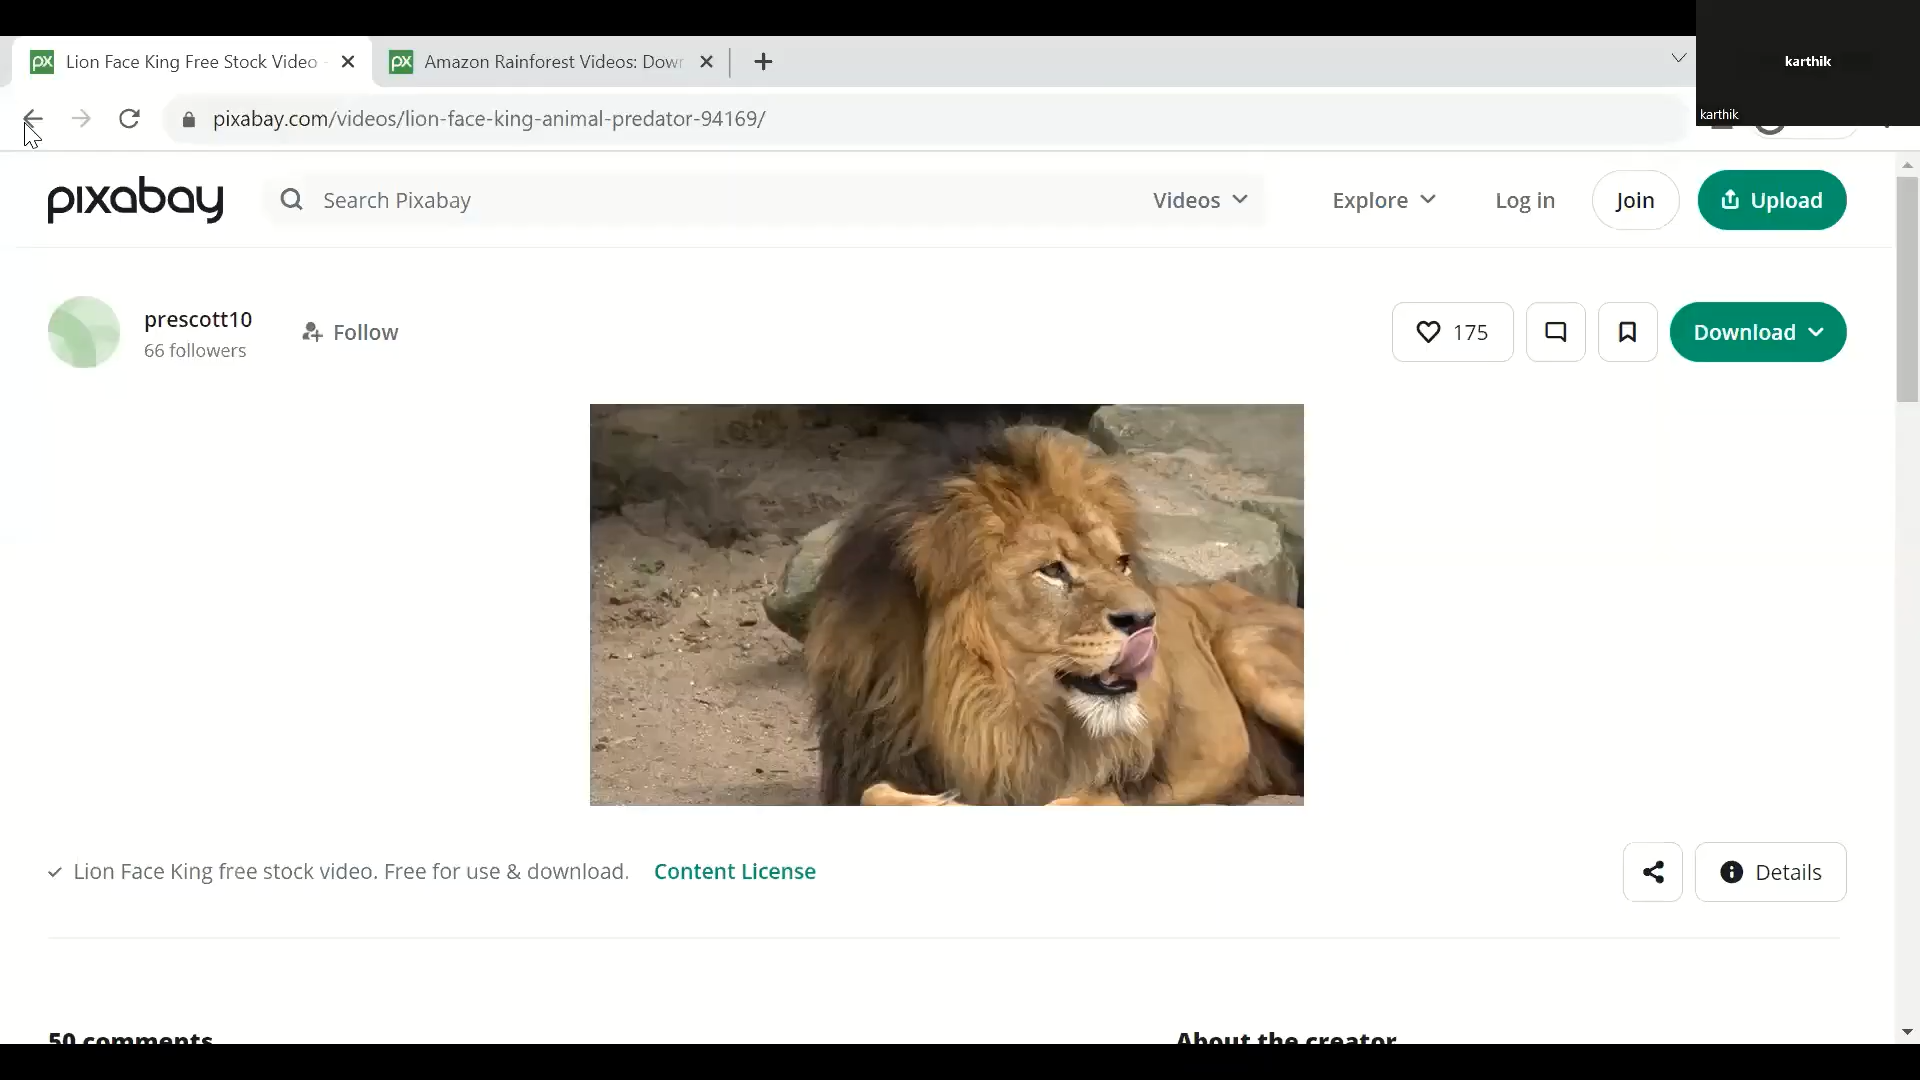 Lion Face King Free Stock Video -
Amazon Rainforest Videos: Dow
karthik
karthik
pixabay.com/videos/lion-face-king-animal-predator-94169/
pixabay
Search Pixabay
Videos
Explore
Log in
Join
Upload
prescott10
66 followers
Follow
175
Download
Lion Face King free stock video. Free for use & download.
Content License
Details
50 comments
About the creator